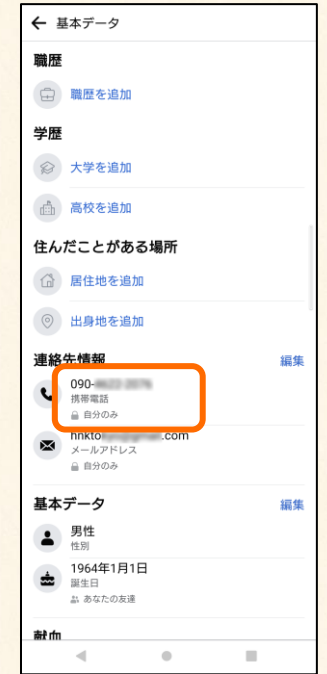 基本データ
職歴
職歴を追加
学歴
大学を追加
高校を追加
住んだことがある場所
居住地を追加
出身地を追加
連絡先情報 編集
090-
携帯電話
自分のみ
hnkto .com
メールアドレス
自分のみ
基本データ 編集
男性
性別
1964年1月1日
誕生日
あなたの友達
献血